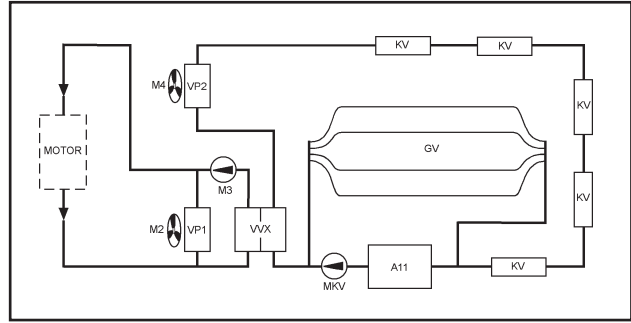 KV KV
M4 VP2
KV
MOTOR
GV
M3
KV
M2 VP1 VVX
A11 KV
MKV